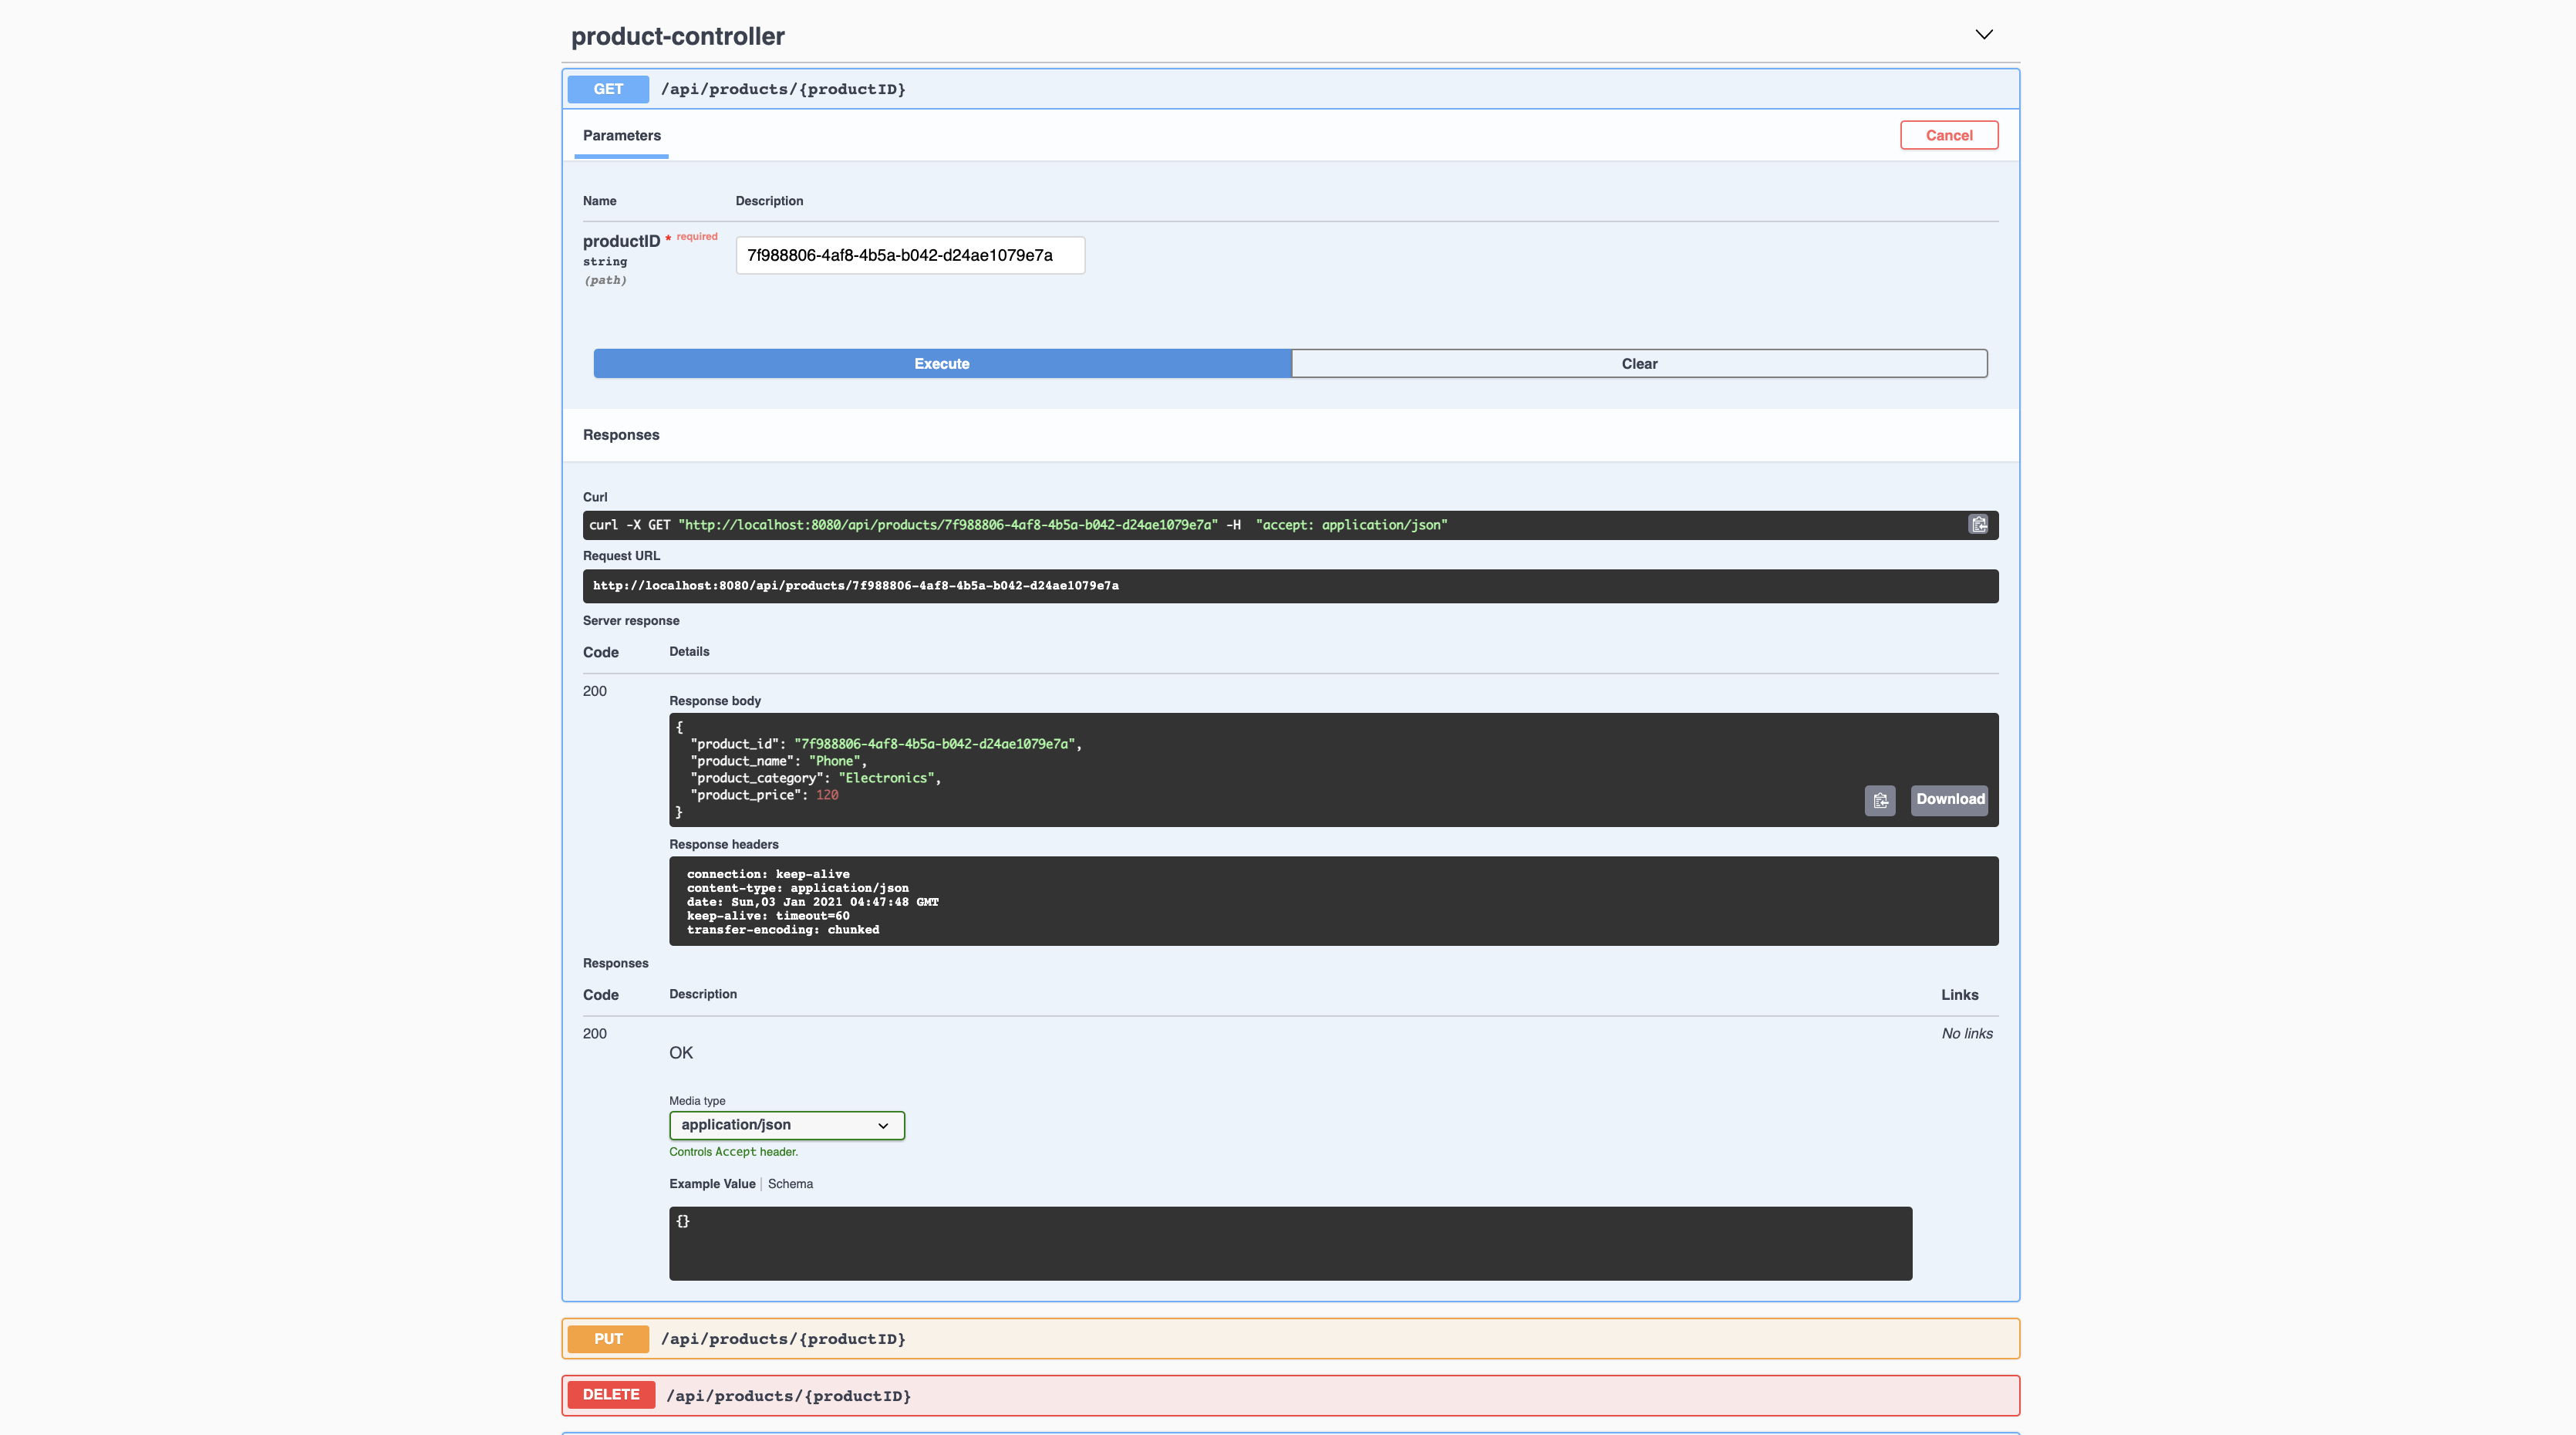 product-controller
GET /api/products/{productID}
Parameters
Cancel
Name Description
productID * required
string
(path)
7f988806-4af8-4b5a-b042-d24ae1079e7a
Execute Clear
Responses
Curl
curl -X GET "http://localhost:8080/api/products/7f988806-4af8-4b5a-b042-d24ae1079e7a" -H  "accept: application/json"
Request URL
http://localhost:8080/api/products/7f988806-4af8-4b5a-b042-d24ae1079e7a
Server response
Code Details
200
Response body
{
  "product_id": "7f988806-4af8-4b5a-b042-d24ae1079e7a",
  "product_name": "Phone",
  "product_category": "Electronics",
  "product_price": 120
}
Download
Response headers
connection: keep-alive
content-type: application/json
date: Sun,03 Jan 2021 04:47:48 GMT
keep-alive: timeout=60
transfer-encoding: chunked
Responses
Code Description Links
200 No links
OK
Media type
application/json
Controls Accept header.
Example Value Schema
{}
PUT /api/products/{productID}
DELETE /api/products/{productID}